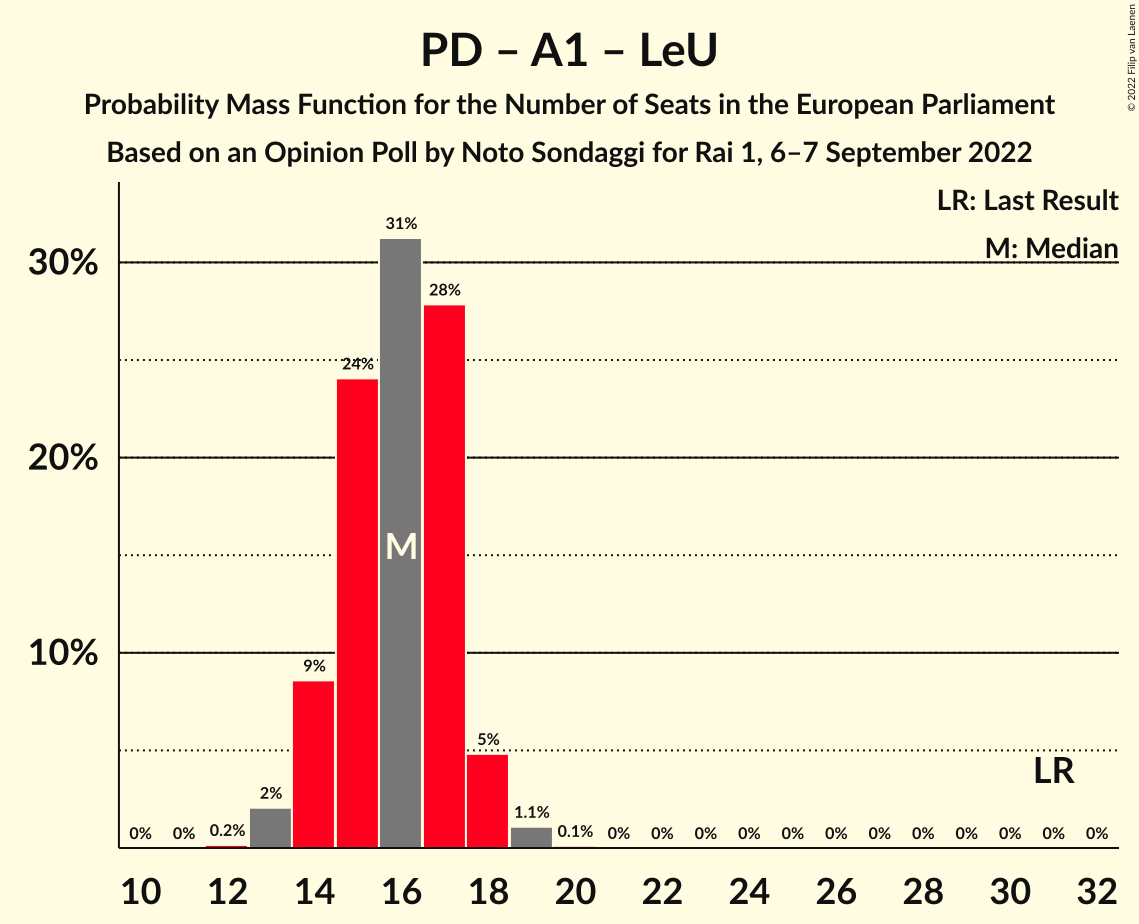 PD – A1 – LeU
Probability Mass Function for the Number of Seats in the European Parliament
Based on an Opinion Poll by Noto Sondaggi for Rai 1, 6–7 September 2022
© 2022 Filip van Laenen
LR: Last Result
M: Median
30%
20%
10%
0% 0% 0.2% 2% 9% 24% 31% 28% 5% 1.1% 0.1% 0% 0% 0% 0% 0% 0% 0% 0% 0% 0% 0% 0%
M
LR
10 12 14 16 18 20 22 24 26 28 30 32